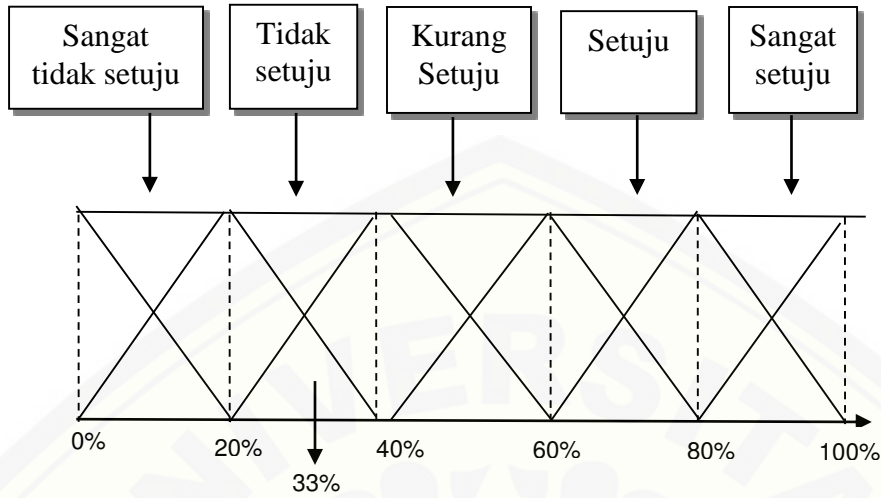 Sangat
tidak setuju
Tidak
setuju
Kurang
Setuju
Setuju
Sangat
setuju
0%
20%
40%
60%
80%
100%
33%